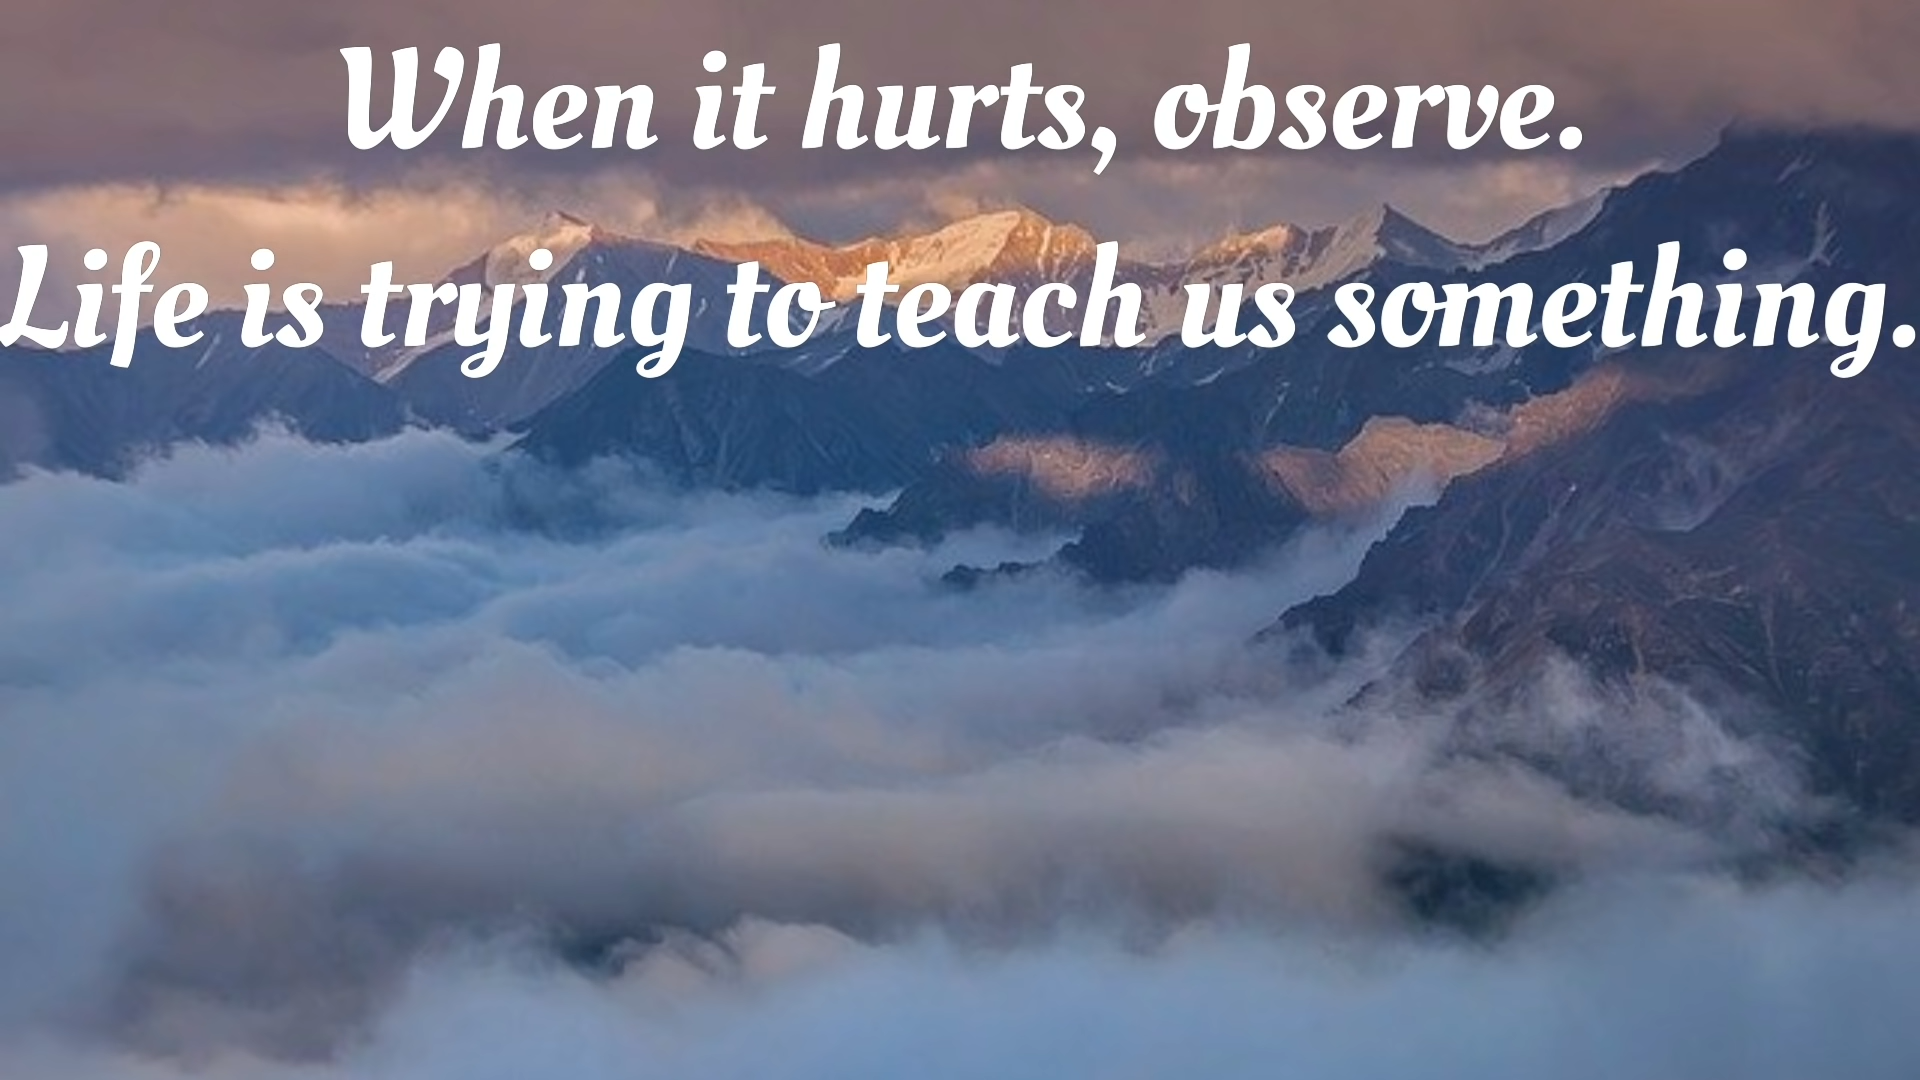 When it hurts, observe.
Life is trying to teach us something.